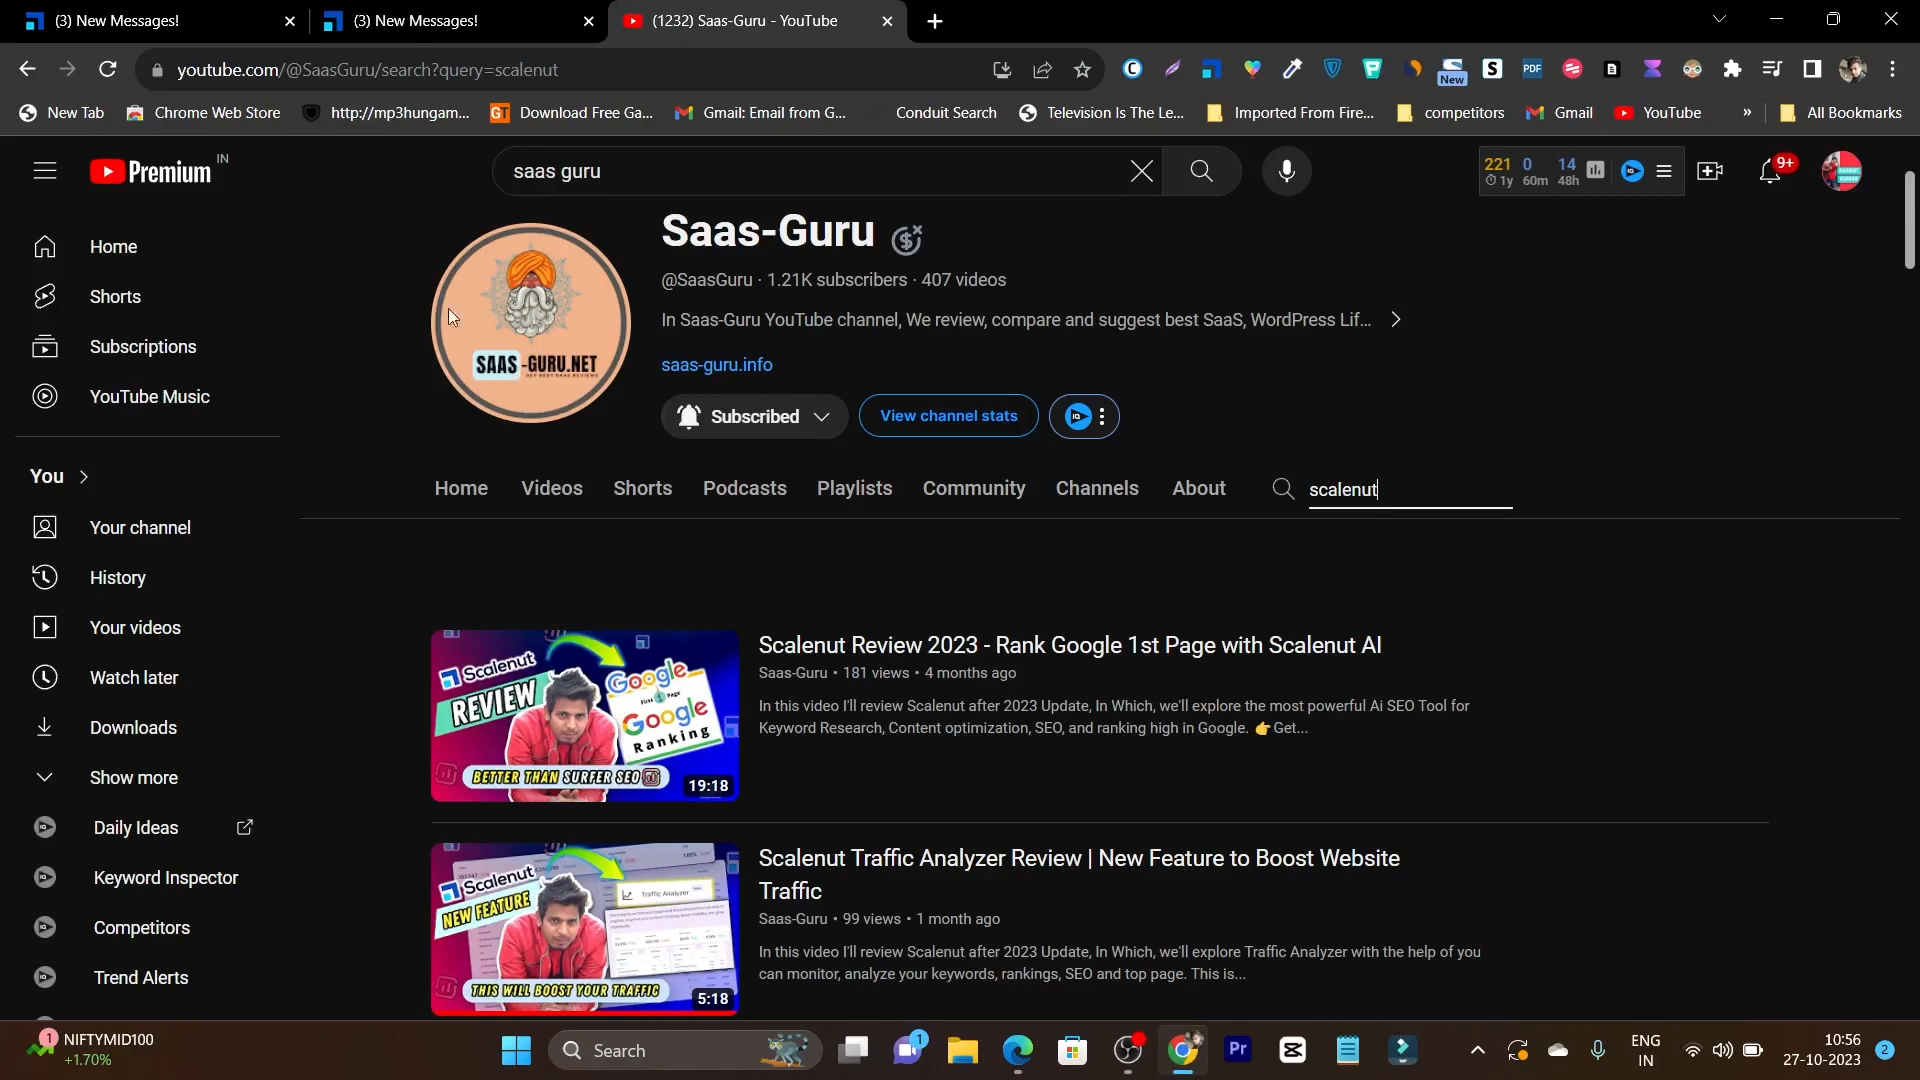 (3) New Messages!
(3) New Messages!
(1232) Saas-Guru - YouTube
youtube.com/@SaasGuru/search?query=scalenut
New
PDF
New Tab
Chrome Web Store
http://mp3hungam...
GT
Download Free Ga...
Gmail: Email from G...
Conduit Search
Television Is The Le...
Imported From Fire...
competitors
Gmail
YouTube
»
All Bookmarks
Premium IN
saas guru
221 0 14
1y 60m 48h
9+
Home
Shorts
Subscriptions
YouTube Music
You
Your channel
History
Your videos
Watch later
Downloads
Show more
Daily Ideas
Keyword Inspector
Competitors
Trend Alerts
SAAS-GURU.NET
Saas-Guru
@SaasGuru · 1.21K subscribers · 407 videos
In Saas-Guru YouTube channel, We review, compare and suggest best SaaS, WordPress Lif...
saas-guru.info
Subscribed
View channel stats
Home
Videos
Shorts
Podcasts
Playlists
Community
Channels
About
scalenut
Scalenut
REVIEW
Google
First 1 Page
Google
Ranking
BETTER THAN SURFER SEO
19:18
Scalenut Review 2023 - Rank Google 1st Page with Scalenut AI
Saas-Guru • 181 views • 4 months ago
In this video I'll review Scalenut after 2023 Update, In Which, we'll explore the most powerful Ai SEO Tool for
Keyword Research, Content optimization, SEO, and ranking high in Google. 👉 Get...
Scalenut
NEW FEATURE
Traffic Analyzer
THIS WILL BOOST YOUR TRAFFIC
5:18
Scalenut Traffic Analyzer Review | New Feature to Boost Website
Traffic
Saas-Guru • 99 views • 1 month ago
In this video I'll review Scalenut after 2023 Update, In Which, we'll explore Traffic Analyzer with the help of you
can monitor, analyze your keywords, rankings, SEO and top page. This is...
1
NIFTYMID100
+1.70%
Search
1
Pr
ENG
IN
10:56
27-10-2023
2